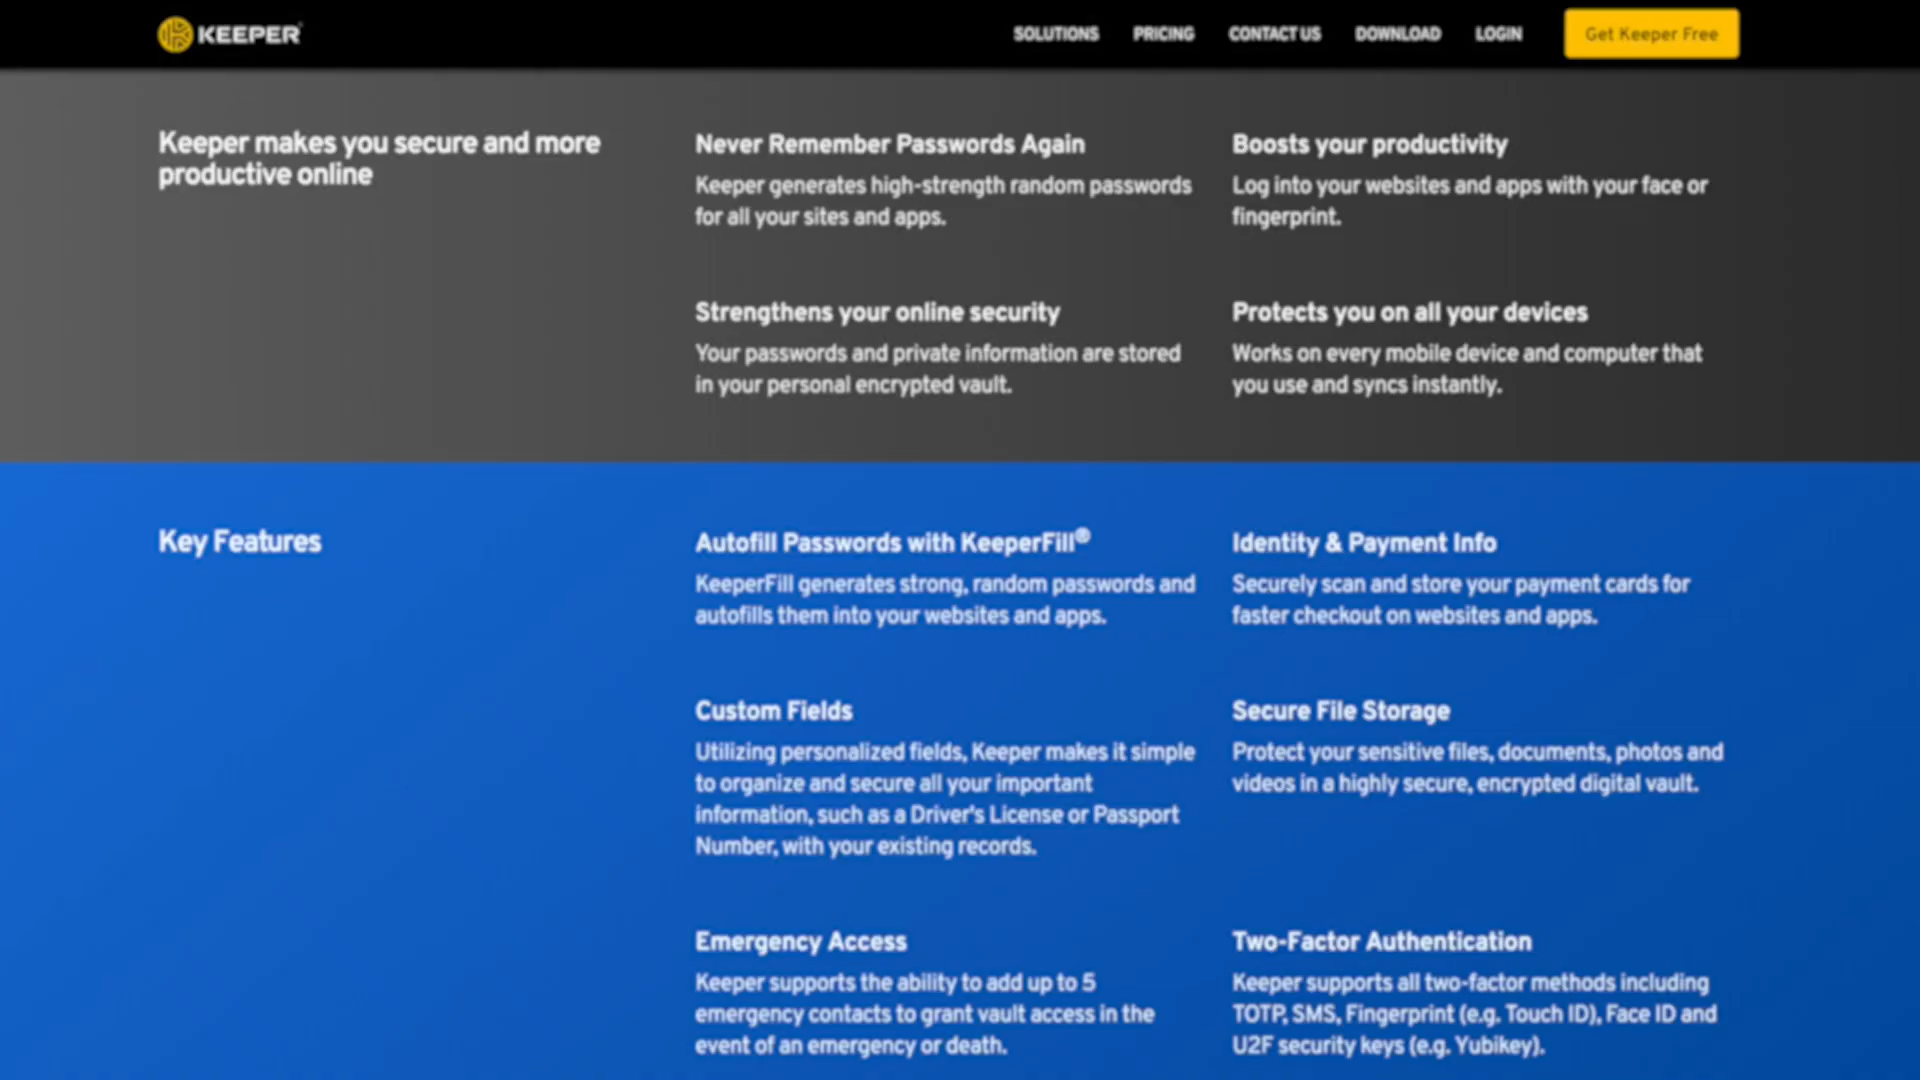 KEEPER
SOLUTIONS
PRICING
CONTACT US
DOWNLOAD
LOGIN
Get Keeper Free
Keeper makes you secure and more
productive online
Never Remember Passwords Again
Keeper generates high-strength random passwords
for all your sites and apps.
Boosts your productivity
Log into your websites and apps with your face or
fingerprint.
Strengthens your online security
Your passwords and private information are stored
in your personal encrypted vault.
Protects you on all your devices
Works on every mobile device and computer that
you use and syncs instantly.
Key Features
Autofill Passwords with KeeperFill®
KeeperFill generates strong, random passwords and
autofills them into your websites and apps.
Identity & Payment Info
Securely scan and store your payment cards for
faster checkout on websites and apps.
Custom Fields
Utilizing personalized fields, Keeper makes it simple
to organize and secure all your important
information, such as a Driver's License or Passport
Number, with your existing records.
Secure File Storage
Protect your sensitive files, documents, photos and
videos in a highly secure, encrypted digital vault.
Emergency Access
Keeper supports the ability to add up to 5
emergency contacts to grant vault access in the
event of an emergency or death.
Two-Factor Authentication
Keeper supports all two-factor methods including
TOTP, SMS, Fingerprint (e.g. Touch ID), Face ID and
U2F security keys (e.g. Yubikey).